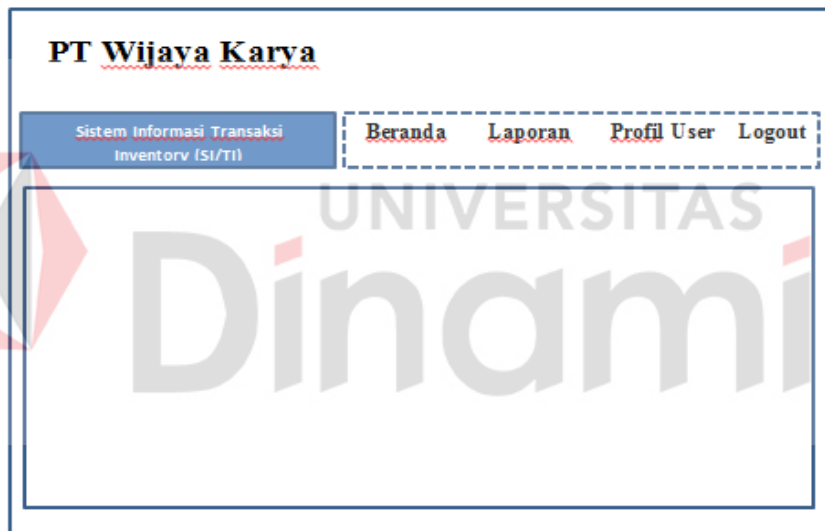 PT Wijaya Karya
Sistem Informasi Transaksi
Inventory (SI/TI)
Beranda Laporan Profil User Logout
UNIVERSITAS
Dinami